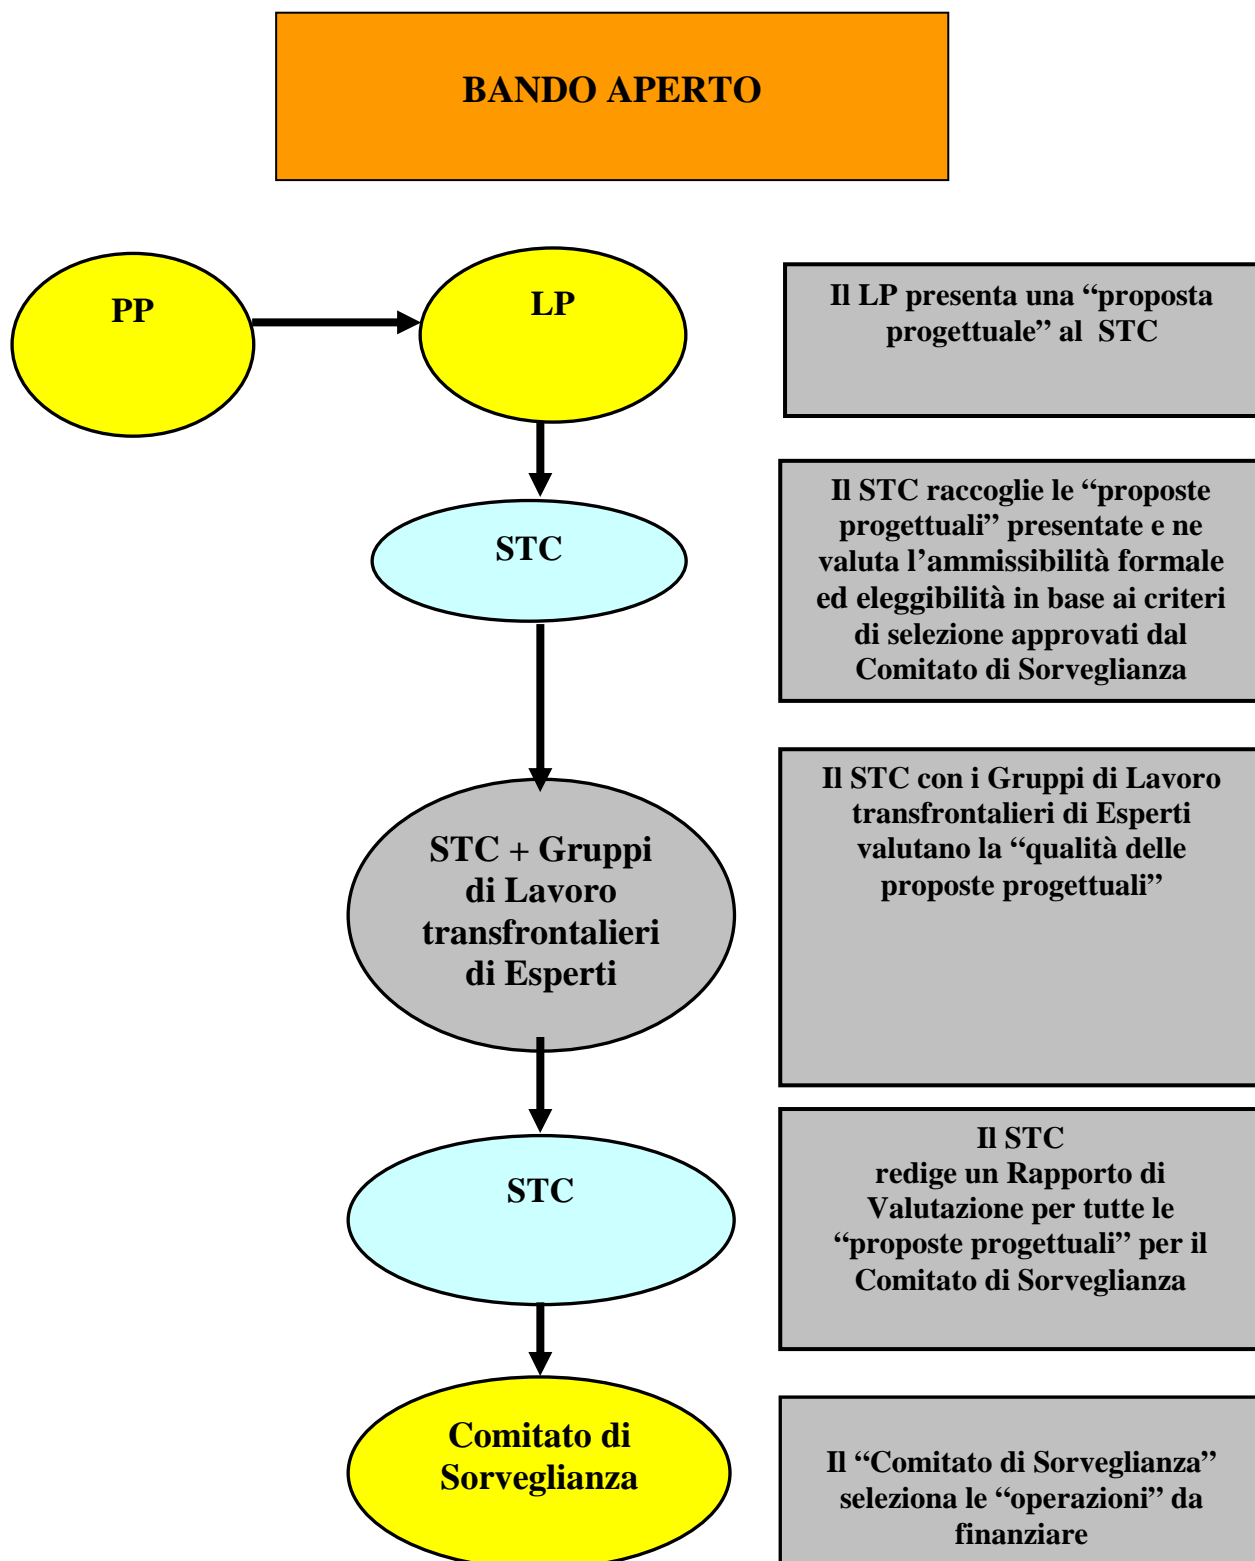 BANDO APERTO
PP
LP
Il LP presenta una “proposta
progettuale” al STC
STC
Il STC raccoglie le “proposte
progettuali” presentate e ne
valuta l’ammissibilità formale
ed eleggibilità in base ai criteri
di selezione approvati dal
Comitato di Sorveglianza
STC + Gruppi
di Lavoro
transfrontalieri
di Esperti
Il STC con i Gruppi di Lavoro
transfrontalieri di Esperti
valutano la “qualità delle
proposte progettuali”
STC
Il STC
redige un Rapporto di
Valutazione per tutte le
“proposte progettuali” per il
Comitato di Sorveglianza
Comitato di
Sorveglianza
Il “Comitato di Sorveglianza”
seleziona le “operazioni” da
finanziare